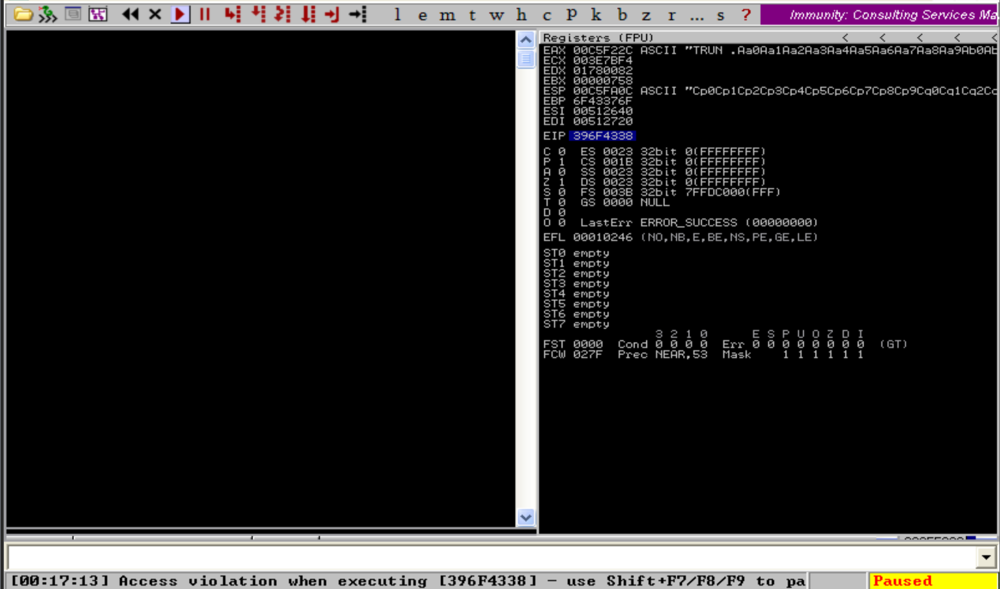 l e m t w h c P k b z r ... s ? Immunity: Consulting Services Ma
Registers (FPU) < < < < <
EAX 00C5F22C ASCII "TRUN .Aa0Aa1Aa2Aa3Aa4Aa5Aa6Aa7Aa8Aa9Ab0Ab
ECX 003E7BF4
EDX 01780082
EBX 00000758
ESP 00C5FA0C ASCII "Cp0Cp1Cp2Cp3Cp4Cp5Cp6Cp7Cp8Cp9Cq0Cq1Cq2Cc
EBP 6F43376F
ESI 00512640
EDI 00512720
EIP 396F4338
C 0 ES 0023 32bit 0(FFFFFFFF)
P 1 CS 001B 32bit 0(FFFFFFFF)
A 0 SS 0023 32bit 0(FFFFFFFF)
Z 1 DS 0023 32bit 0(FFFFFFFF)
S 0 FS 003B 32bit 7FFDC000(FFF)
T 0 GS 0000 NULL
D 0
O 0 LastErr ERROR_SUCCESS (00000000)
EFL 00010246 (NO,NB,E,BE,NS,PE,GE,LE)
ST0 empty
ST1 empty
ST2 empty
ST3 empty
ST4 empty
ST5 empty
ST6 empty
ST7 empty
3 2 1 0 E S P U O Z D I
FST 0000 Cond 0 0 0 0 Err 0 0 0 0 0 0 0 0 (GT)
FCW 027F Prec NEAR,53 Mask 1 1 1 1 1 1
[00:17:13] Access violation when executing [396F4338] - use Shift+F7/F8/F9 to pa
Paused